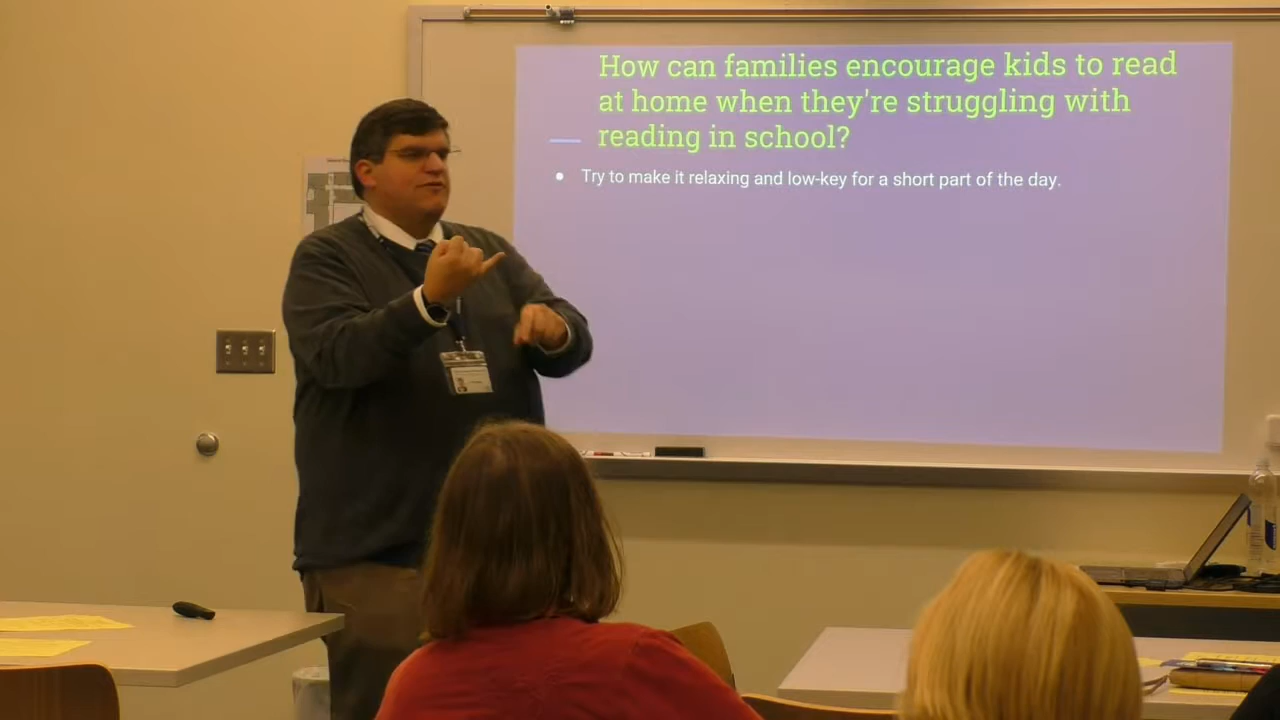 How can families encourage kids to read
at home when they're struggling with
reading in school?
● Try to make it relaxing and low-key for a short part of the day.